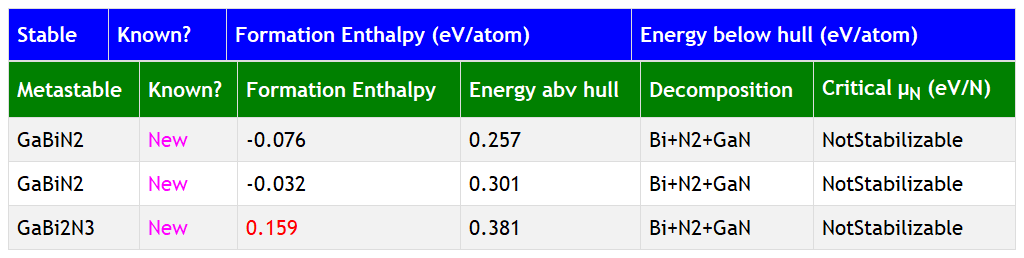 Stable Known? Formation Enthalpy (eV/atom) Energy below hull (eV/atom)
Metastable Known? Formation Enthalpy Energy abv hull Decomposition Critical μN (eV/N)
GaBiN2 New -0.076 0.257 Bi+N2+GaN NotStabilizable
GaBiN2 New -0.032 0.301 Bi+N2+GaN NotStabilizable
GaBi2N3 New 0.159 0.381 Bi+N2+GaN NotStabilizable